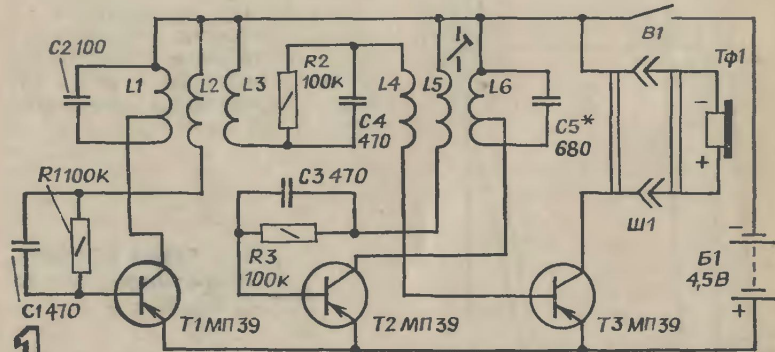 C2 100
L1
L2
L3
R2
100к
C4
470
L4
L5
L6
C5*
680
В1
Тф1
-
+
Ш1
R1 100к
C3 470
R3
100к
C1 470
Т1 МП39
Т2 МП39
Т3 МП39
-
Б1
4,5В
+
1